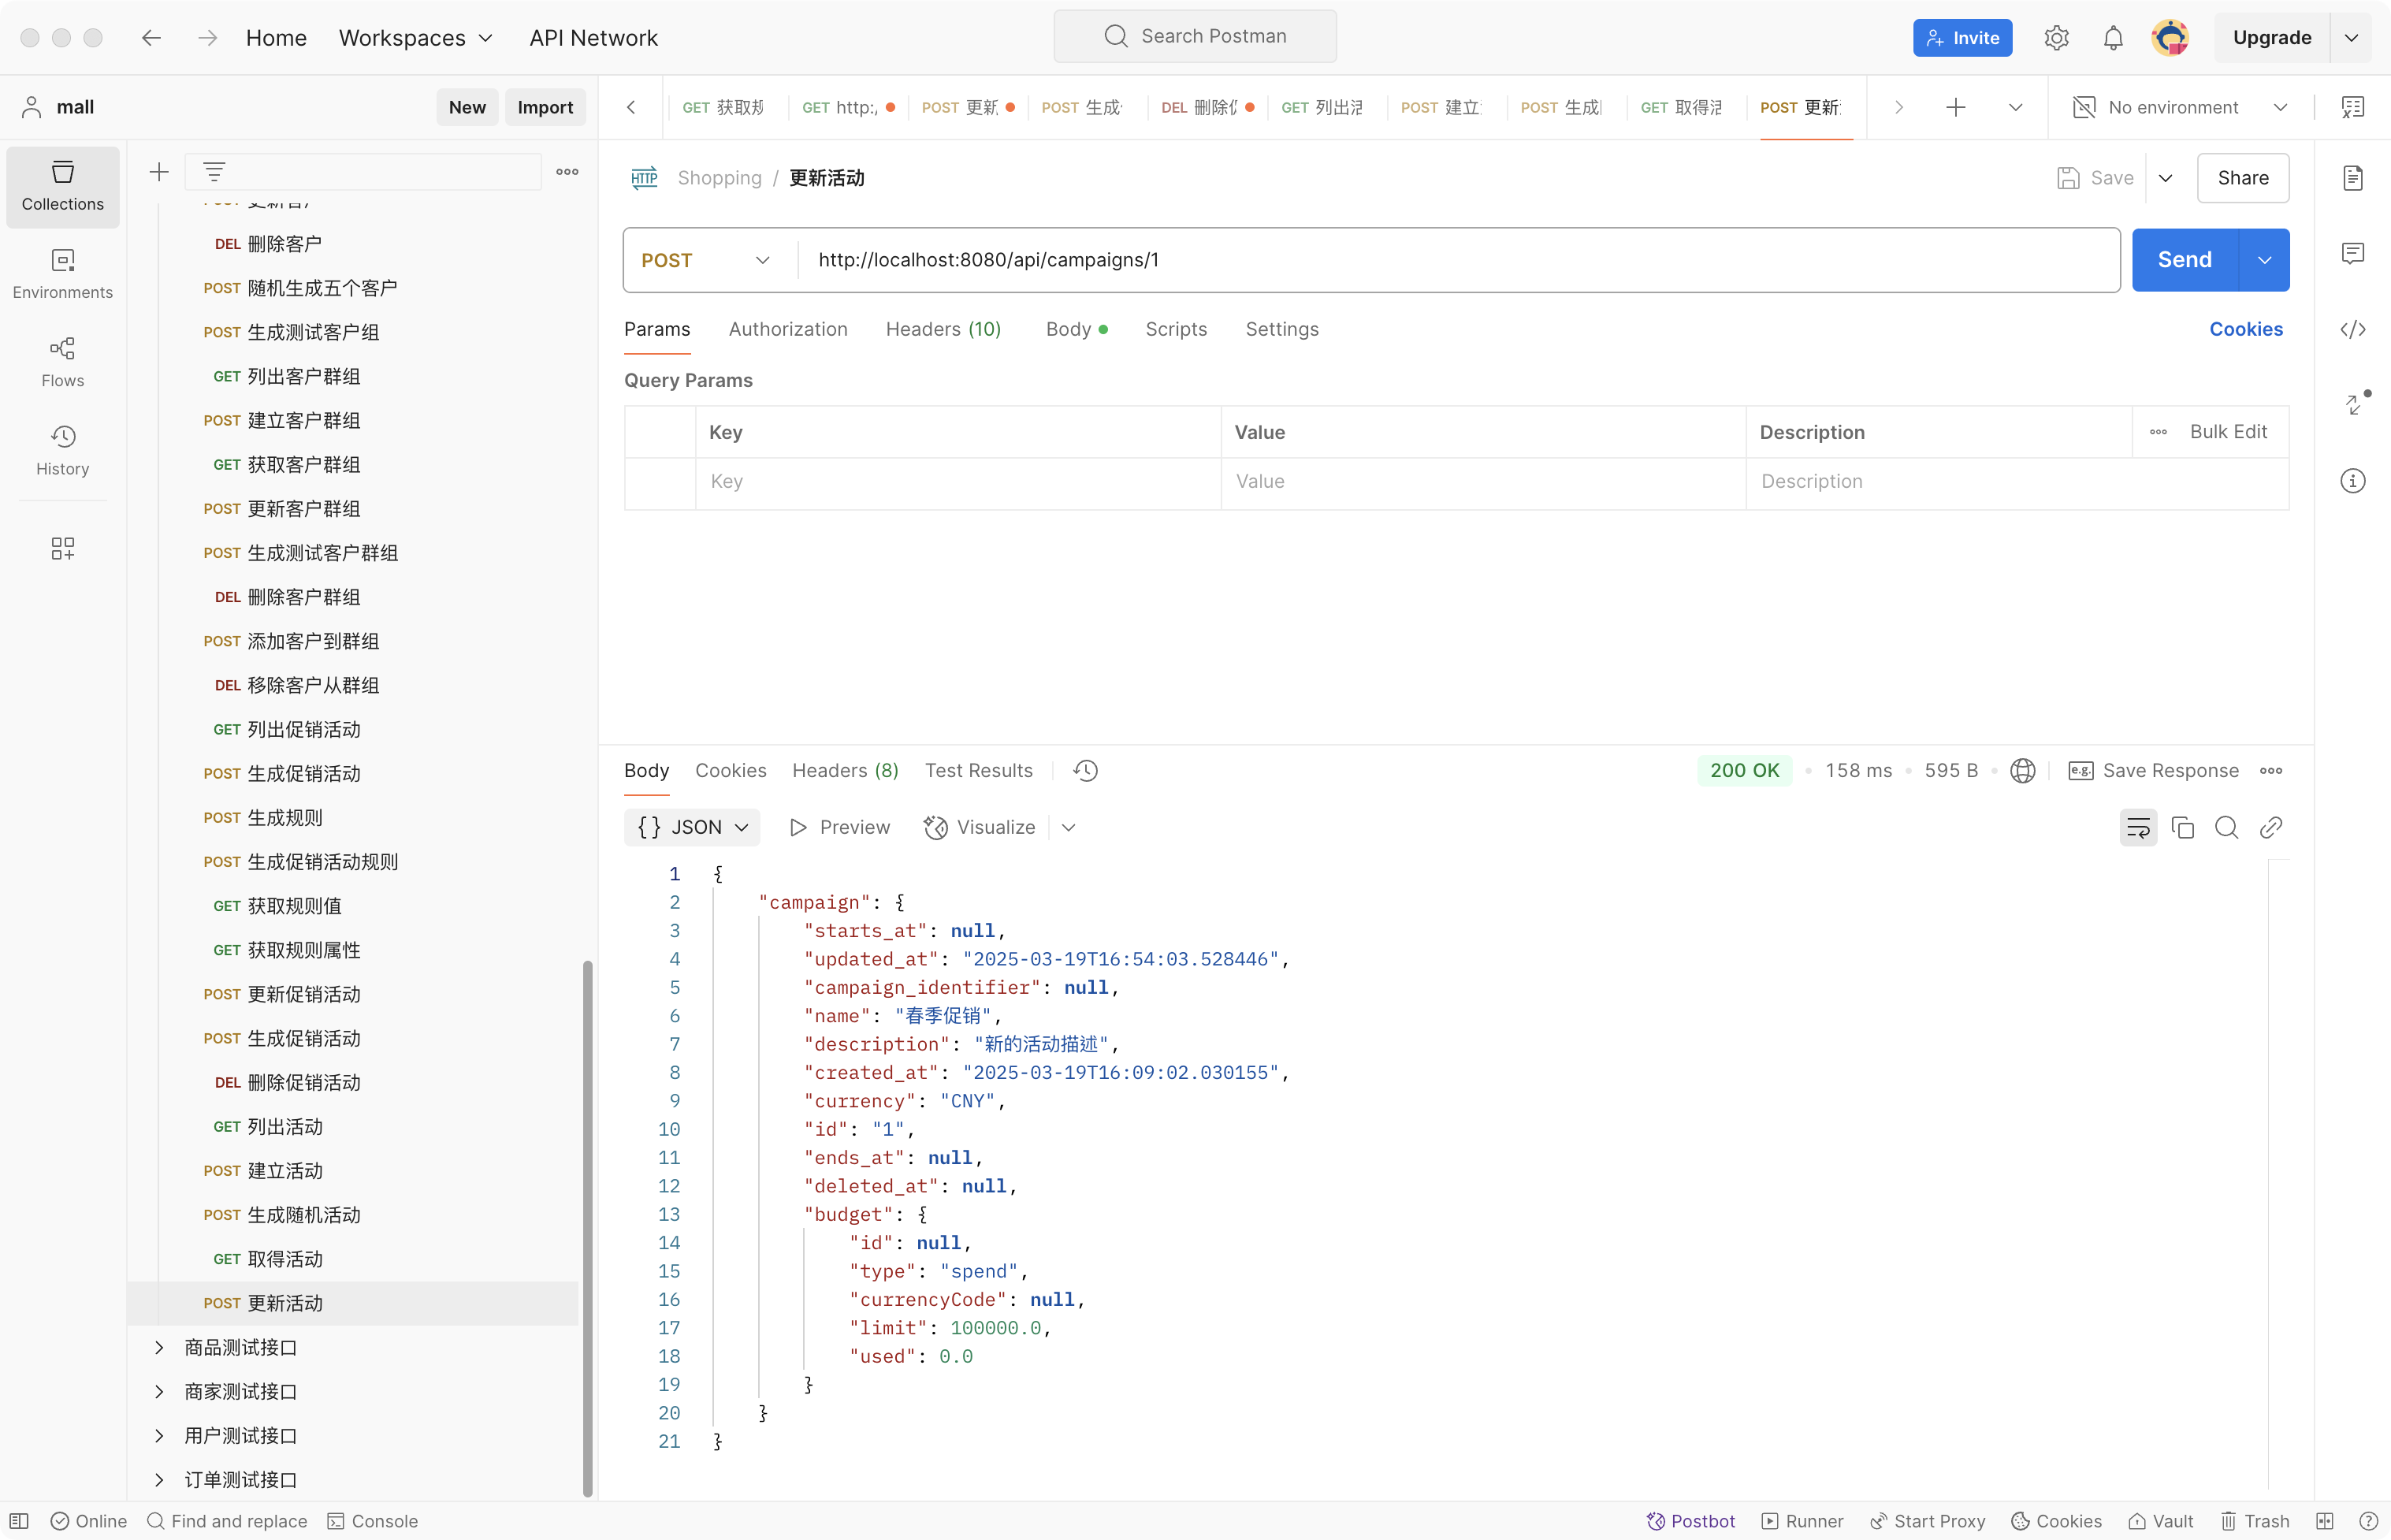 Home Workspaces API Network Search Postman Invite Upgrade
mall New Import
GET 获取规 GET http:/ POST 更新 POST 生成 DEL 删除 GET 列出活 POST 建立 POST 生成 GET 取得活 POST 更新 No environment
Collections
Environments
Flows
History
DEL 删除客户
POST 随机生成五个客户
POST 生成测试客户组
GET 列出客户群组
POST 建立客户群组
GET 获取客户群组
POST 更新客户群组
POST 生成测试客户群组
DEL 删除客户群组
POST 添加客户到群组
DEL 移除客户从群组
GET 列出促销活动
POST 生成促销活动
POST 生成规则
POST 生成促销活动规则
GET 获取规则值
GET 获取规则属性
POST 更新促销活动
POST 生成促销活动
DEL 删除促销活动
GET 列出活动
POST 建立活动
POST 生成随机活动
GET 取得活动
POST 更新活动
商品测试接口
商家测试接口
用户测试接口
订单测试接口
HTTP Shopping / 更新活动 Save Share
POST http://localhost:8080/api/campaigns/1 Send
Params Authorization Headers (10) Body Scripts Settings Cookies
Query Params
Key Value Description Bulk Edit
Key Value Description
Body Cookies Headers (8) Test Results 200 OK 158 ms 595 B e.g. Save Response
{} JSON Preview Visualize
1 {
2 "campaign": {
3 "starts_at": null,
4 "updated_at": "2025-03-19T16:54:03.528446",
5 "campaign_identifier": null,
6 "name": "春季促销",
7 "description": "新的活动描述",
8 "created_at": "2025-03-19T16:09:02.030155",
9 "currency": "CNY",
10 "id": "1",
11 "ends_at": null,
12 "deleted_at": null,
13 "budget": {
14 "id": null,
15 "type": "spend",
16 "currencyCode": null,
17 "limit": 100000.0,
18 "used": 0.0
19 }
20 }
21 }
Online Find and replace Console Postbot Runner Start Proxy Cookies Vault Trash